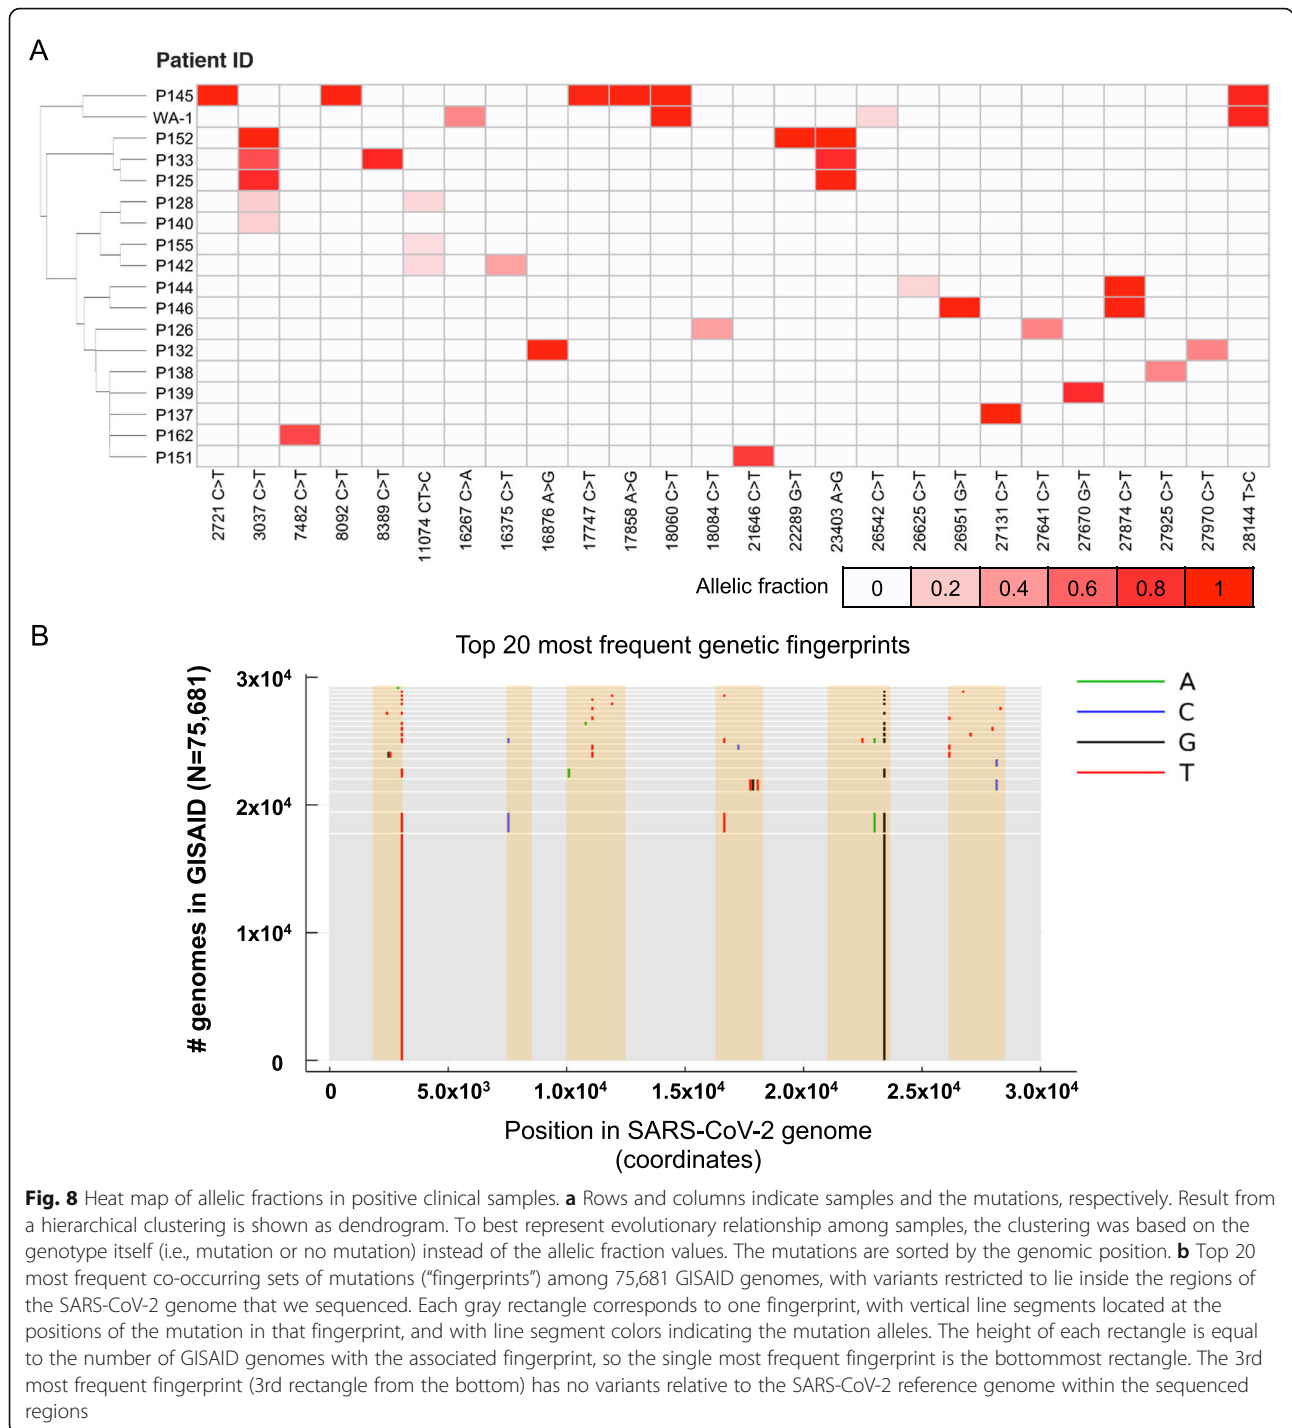 A
Patient ID
P145
WA-1
P152
P133
P125
P128
P140
P155
P142
P144
P146
P126
P132
P138
P139
P137
P162
P151
2721 C>T
3037 C>T
7482 C>T
8092 C>T
8389 C>T
11074 CT>C
16267 C>A
16375 C>T
16876 A>G
17747 C>T
17858 A>G
18060 C>T
18084 C>T
21646 C>T
22289 G>T
23403 A>G
26542 C>T
26625 C>T
26951 G>T
27131 C>T
27641 C>T
27670 G>T
27874 C>T
27925 C>T
27970 C>T
28144 T>C
Allelic fraction 0 0.2 0.4 0.6 0.8 1
B
Top 20 most frequent genetic fingerprints
# genomes in GISAID (N=75,681)
3x10⁴
2x10⁴
1x10⁴
0
A
C
G
T
0 5.0x10³ 1.0x10⁴ 1.5x10⁴ 2.0x10⁴ 2.5x10⁴ 3.0x10⁴
Position in SARS-CoV-2 genome
(coordinates)
Fig. 8 Heat map of allelic fractions in positive clinical samples. a Rows and columns indicate samples and the mutations, respectively. Result from
a hierarchical clustering is shown as dendrogram. To best represent evolutionary relationship among samples, the clustering was based on the
genotype itself (i.e., mutation or no mutation) instead of the allelic fraction values. The mutations are sorted by the genomic position. b Top 20
most frequent co-occurring sets of mutations (“fingerprints”) among 75,681 GISAID genomes, with variants restricted to lie inside the regions of
the SARS-CoV-2 genome that we sequenced. Each gray rectangle corresponds to one fingerprint, with vertical line segments located at the
positions of the mutation in that fingerprint, and with line segment colors indicating the mutation alleles. The height of each rectangle is equal
to the number of GISAID genomes with the associated fingerprint, so the single most frequent fingerprint is the bottommost rectangle. The 3rd
most frequent fingerprint (3rd rectangle from the bottom) has no variants relative to the SARS-CoV-2 reference genome within the sequenced
regions